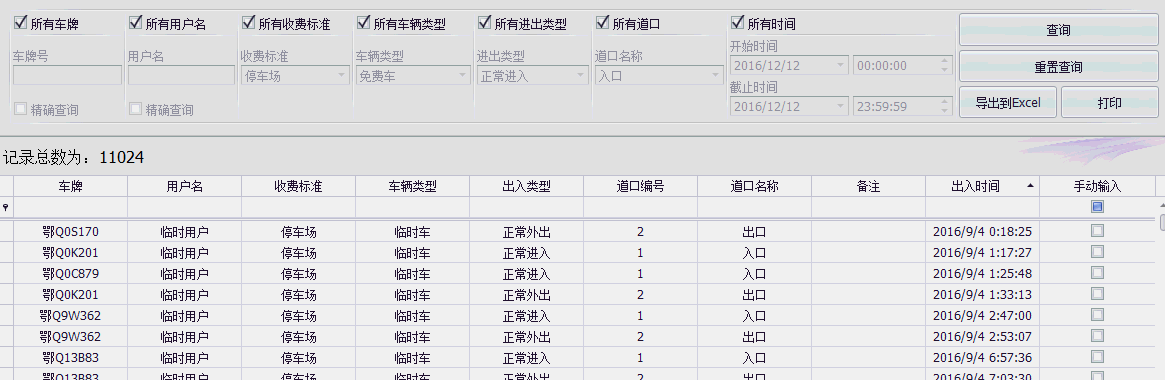 所有车牌 所有用户名 所有收费标准 所有车辆类型 所有进出类型 所有道口 所有时间 查询
车牌号 用户名 收费标准 车辆类型 进出类型 道口名称 开始时间
停车场 免费车 正常进入 入口 2016/12/12 00:00:00 重置查询
截止时间
精确查询 精确查询 2016/12/12 23:59:59 导出到Excel 打印
记录总数为：11024
车牌 用户名 收费标准 车辆类型 出入类型 道口编号 道口名称 备注 出入时间 手动输入
鄂Q0S170 临时用户 停车场 临时车 正常外出 2 出口 2016/9/4 0:18:25
鄂Q0K201 临时用户 停车场 临时车 正常进入 1 入口 2016/9/4 1:17:27
鄂Q0C879 临时用户 停车场 临时车 正常进入 1 入口 2016/9/4 1:25:48
鄂Q0K201 临时用户 停车场 临时车 正常外出 2 出口 2016/9/4 1:33:13
鄂Q9W362 临时用户 停车场 临时车 正常进入 1 入口 2016/9/4 2:47:00
鄂Q9W362 临时用户 停车场 临时车 正常外出 2 出口 2016/9/4 2:53:07
鄂Q13B83 临时用户 停车场 临时车 正常进入 1 入口 2016/9/4 6:57:36
鄂Q13B83 临时用户 停车场 临时车 正常外出 2 出口 2016/9/4 7:03:30